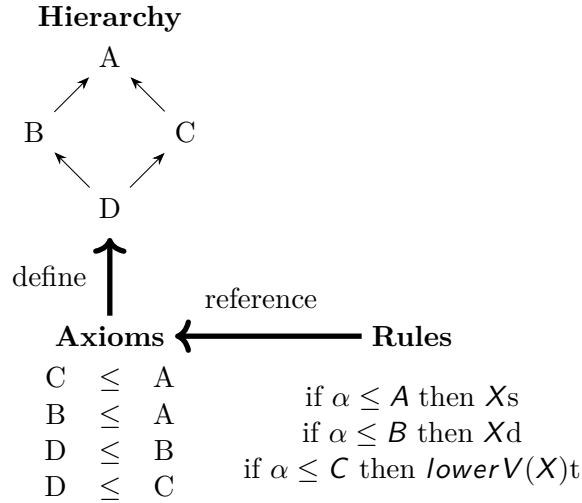 Hierarchy
A
B C
D
define
reference
Axioms Rules
C ≤ A
B ≤ A
D ≤ B
D ≤ C
if α ≤ A then Xs
if α ≤ B then Xd
if α ≤ C then lowerV(X)t